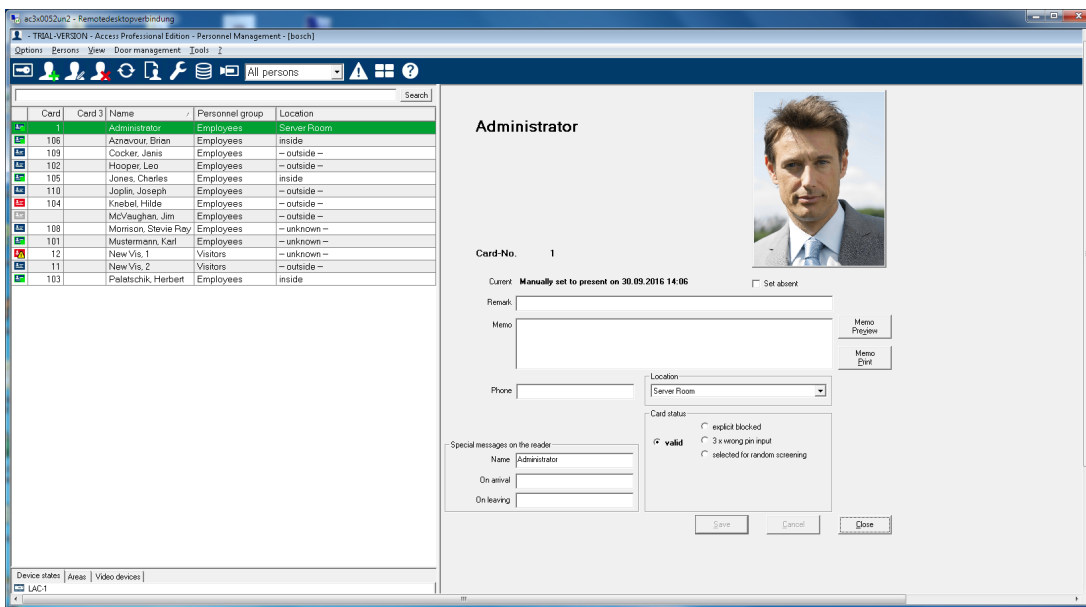 ac3x0052un2 - Remotedesktopverbindung
- TRIAL-VERSION - Access Professional Edition - Personnel Management - [bosch]
Options Persons View Door management Tools ?
All persons
Search
Card Card 3 Name Personnel group Location
1 Administrator Employees Server Room
106 Aznavour, Brian Employees inside
109 Cocker, Janis Employees -- outside --
102 Hooper, Leo Employees -- outside --
105 Jones, Charles Employees inside
110 Joplin, Joseph Employees -- outside --
104 Knebel, Hilde Employees -- outside --
McVaughan, Jim Employees -- outside --
108 Morrison, Stevie Ray Employees -- unknown --
101 Mustermann, Karl Employees -- unknown --
12 New Vis, 1 Visitors -- unknown --
11 New Vis, 2 Visitors -- outside --
103 Palatschik, Herbert Employees inside
Device states Areas Video devices
LAC-1
Administrator
Card-No. 1
Current Manually set to present on 30.09.2016 14:06
Set absent
Remark
Memo
Memo Preview
Memo Print
Phone
Location
Server Room
Card status
valid
explicit blocked
3 x wrong pin input
selected for random screening
Special messages on the reader
Name Administrator
On arrival
On leaving
Save Cancel Close